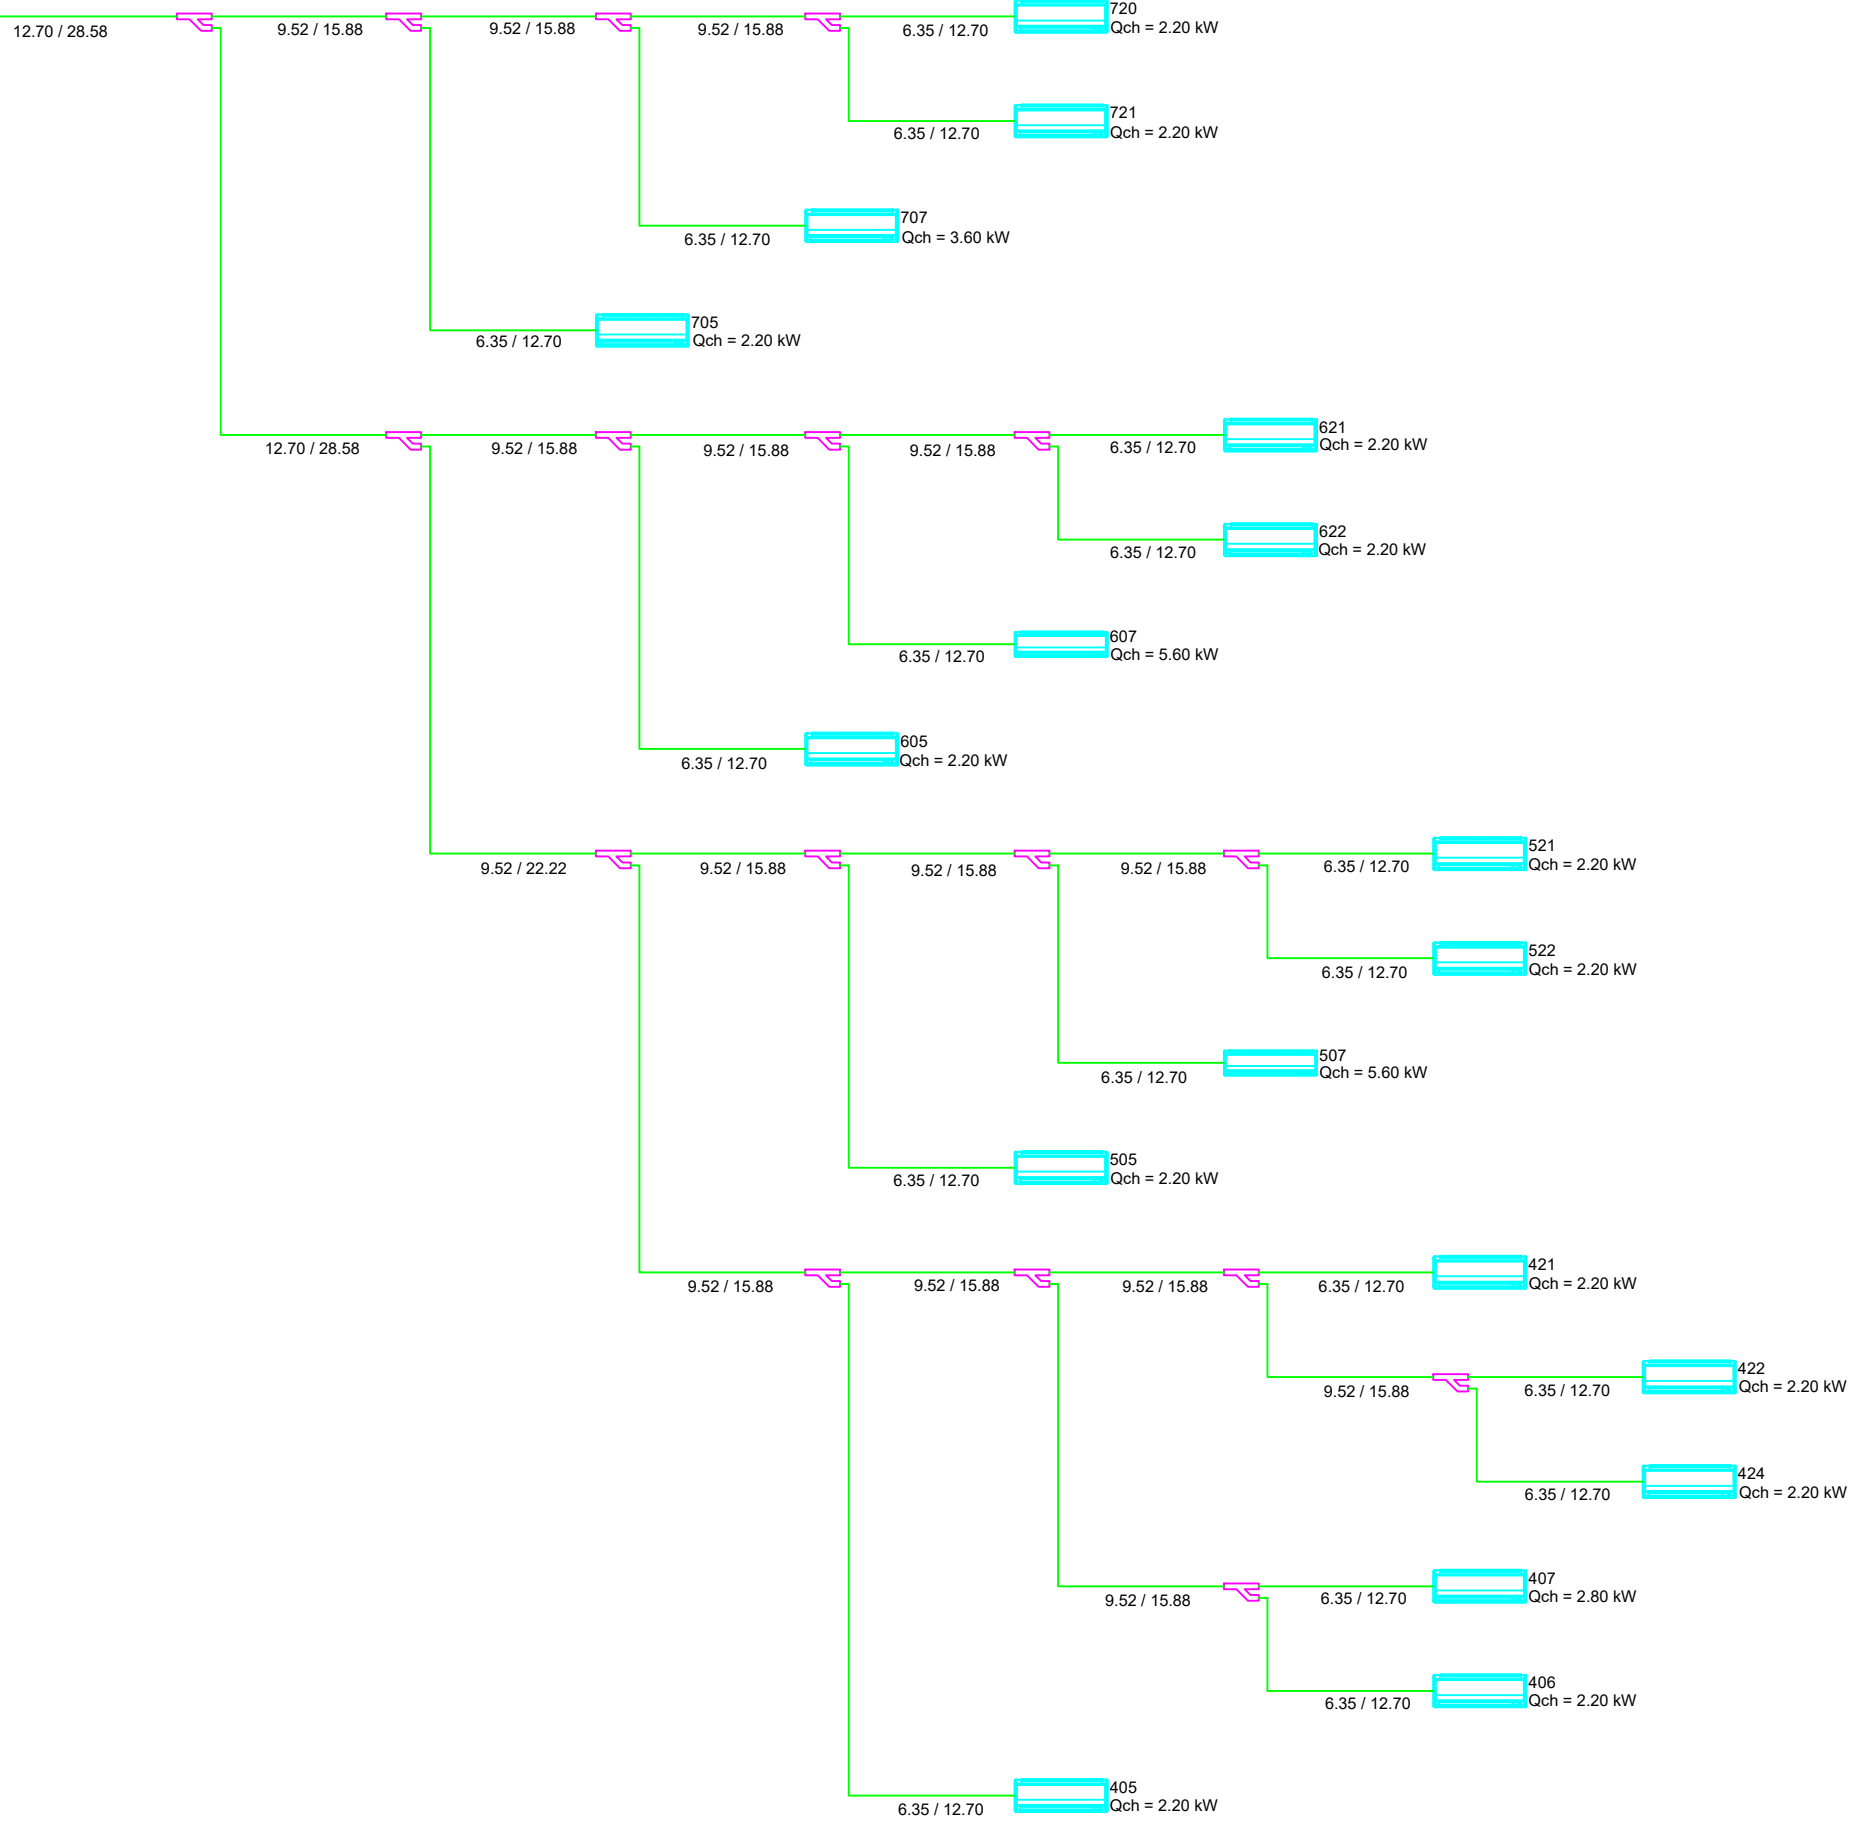 720
12.70 / 28.58
9.52 / 15.88
9.52 / 15.88
9.52 / 15.88
6.35 / 12.70
Qch = 2.20 kW
721
6.35 / 12.70
Qch = 2.20 kW
707
6.35 / 12.70
Qch = 3.60 kW
705
6.35 / 12.70
Qch = 2.20 kW
621
12.70 / 28.58
9.52 / 15.88
9.52 / 15.88
9.52 / 15.88
6.35 / 12.70
Qch = 2.20 kW
622
6.35 / 12.70
Qch = 2.20 kW
607
6.35 / 12.70
Qch = 5.60 kW
605
6.35 / 12.70
Qch = 2.20 kW
521
9.52 / 22.22
9.52 / 15.88
9.52 / 15.88
9.52 / 15.88
6.35 / 12.70
Qch = 2.20 kW
522
6.35 / 12.70
Qch = 2.20 kW
507
6.35 / 12.70
Qch = 5.60 kW
505
6.35 / 12.70
Qch = 2.20 kW
421
9.52 / 15.88
9.52 / 15.88
9.52 / 15.88
6.35 / 12.70
Qch = 2.20 kW
422
9.52 / 15.88
6.35 / 12.70
Qch = 2.20 kW
424
6.35 / 12.70
Qch = 2.20 kW
407
9.52 / 15.88
6.35 / 12.70
Qch = 2.80 kW
406
6.35 / 12.70
Qch = 2.20 kW
405
6.35 / 12.70
Qch = 2.20 kW